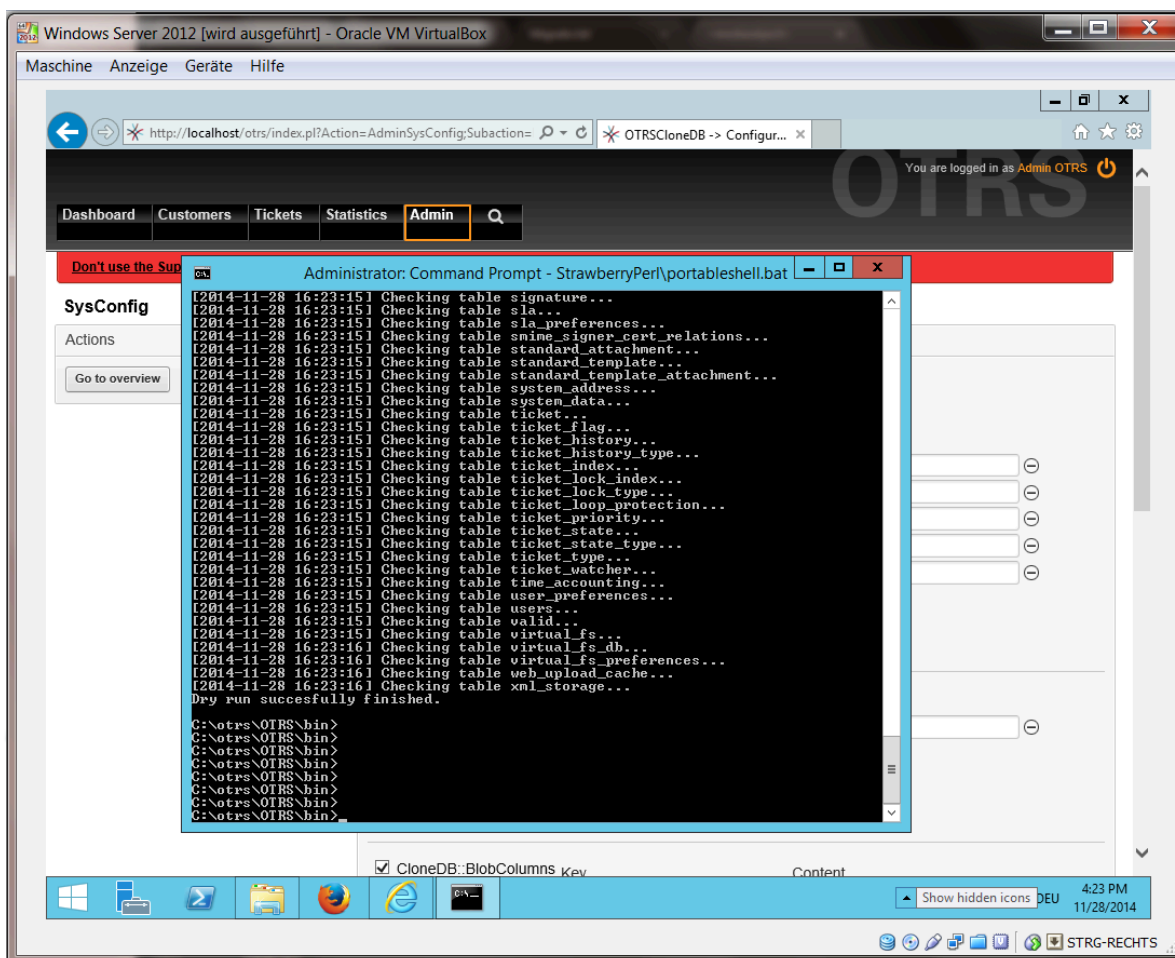 Windows Server 2012 [wird ausgeführt] - Oracle VM VirtualBox
Maschine Anzeige Geräte Hilfe
http://localhost/otrs/index.pl?Action=AdminSysConfig;Subaction=
OTRSCloneDB -> Configur...
OTRS
You are logged in as Admin OTRS
Dashboard Customers Tickets Statistics Admin
Don't use the Sup
SysConfig
Actions
Go to overview
Administrator: Command Prompt - StrawberryPerl\portableshell.bat
[2014-11-28 16:23:15] Checking table signature...
[2014-11-28 16:23:15] Checking table sla...
[2014-11-28 16:23:15] Checking table sla_preferences...
[2014-11-28 16:23:15] Checking table smime_signer_cert_relations...
[2014-11-28 16:23:15] Checking table standard_attachment...
[2014-11-28 16:23:15] Checking table standard_template...
[2014-11-28 16:23:15] Checking table standard_template_attachment...
[2014-11-28 16:23:15] Checking table system_address...
[2014-11-28 16:23:15] Checking table system_data...
[2014-11-28 16:23:15] Checking table ticket...
[2014-11-28 16:23:15] Checking table ticket_flag...
[2014-11-28 16:23:15] Checking table ticket_history...
[2014-11-28 16:23:15] Checking table ticket_history_type...
[2014-11-28 16:23:15] Checking table ticket_index...
[2014-11-28 16:23:15] Checking table ticket_lock_index...
[2014-11-28 16:23:15] Checking table ticket_lock_type...
[2014-11-28 16:23:15] Checking table ticket_loop_protection...
[2014-11-28 16:23:15] Checking table ticket_priority...
[2014-11-28 16:23:15] Checking table ticket_state...
[2014-11-28 16:23:15] Checking table ticket_state_type...
[2014-11-28 16:23:15] Checking table ticket_type...
[2014-11-28 16:23:15] Checking table ticket_watcher...
[2014-11-28 16:23:15] Checking table time_accounting...
[2014-11-28 16:23:15] Checking table user_preferences...
[2014-11-28 16:23:15] Checking table users...
[2014-11-28 16:23:15] Checking table valid...
[2014-11-28 16:23:15] Checking table virtual_fs...
[2014-11-28 16:23:16] Checking table virtual_fs_db...
[2014-11-28 16:23:16] Checking table virtual_fs_preferences...
[2014-11-28 16:23:16] Checking table web_upload_cache...
[2014-11-28 16:23:16] Checking table xml_storage...
Dry run succesfully finished.
C:\otrs\OTRS\bin>
C:\otrs\OTRS\bin>
C:\otrs\OTRS\bin>
C:\otrs\OTRS\bin>
C:\otrs\OTRS\bin>
C:\otrs\OTRS\bin>
C:\otrs\OTRS\bin>
C:\otrs\OTRS\bin>_
CloneDB::BlobColumns Key Content
Show hidden icons DEU 4:23 PM
11/28/2014
STRG-RECHTS